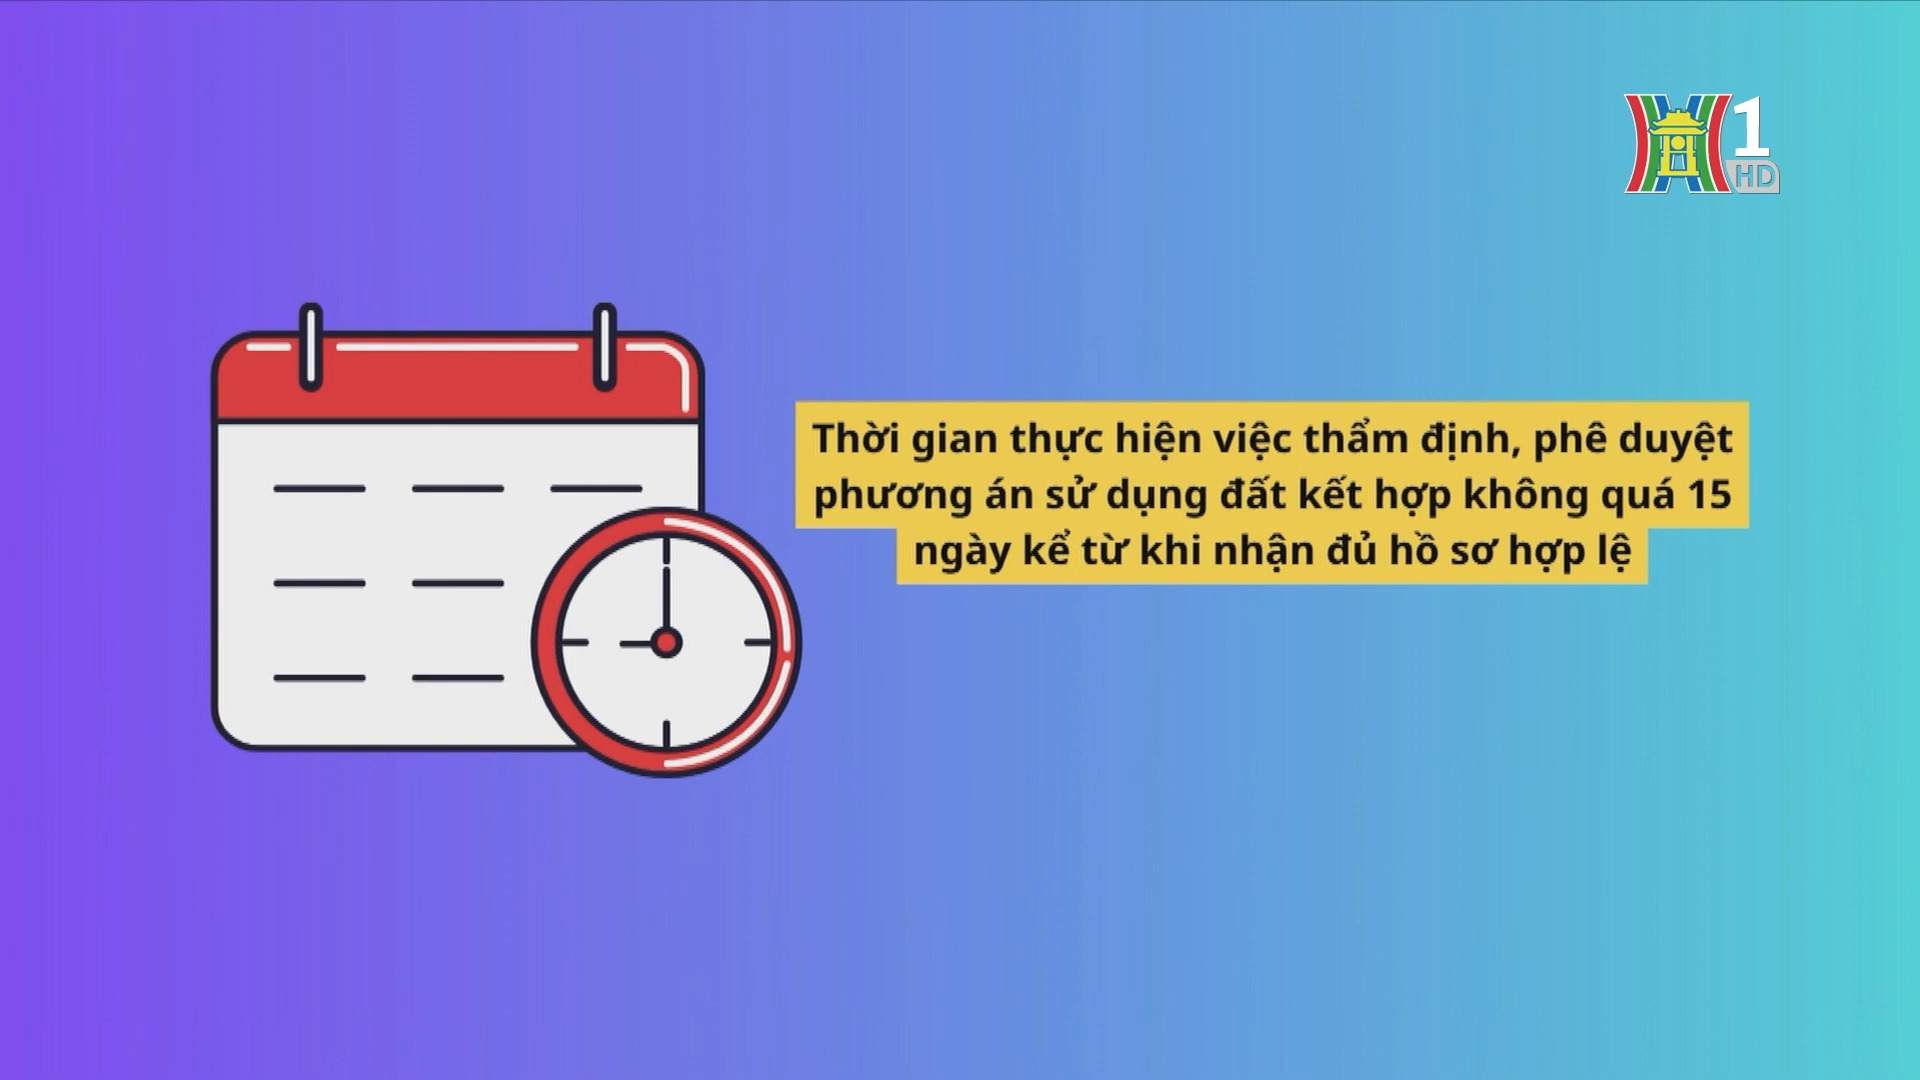 1
HD
Thời gian thực hiện việc thẩm định, phê duyệt
phương án sử dụng đất kết hợp không quá 15
ngày kể từ khi nhận đủ hồ sơ hợp lệ